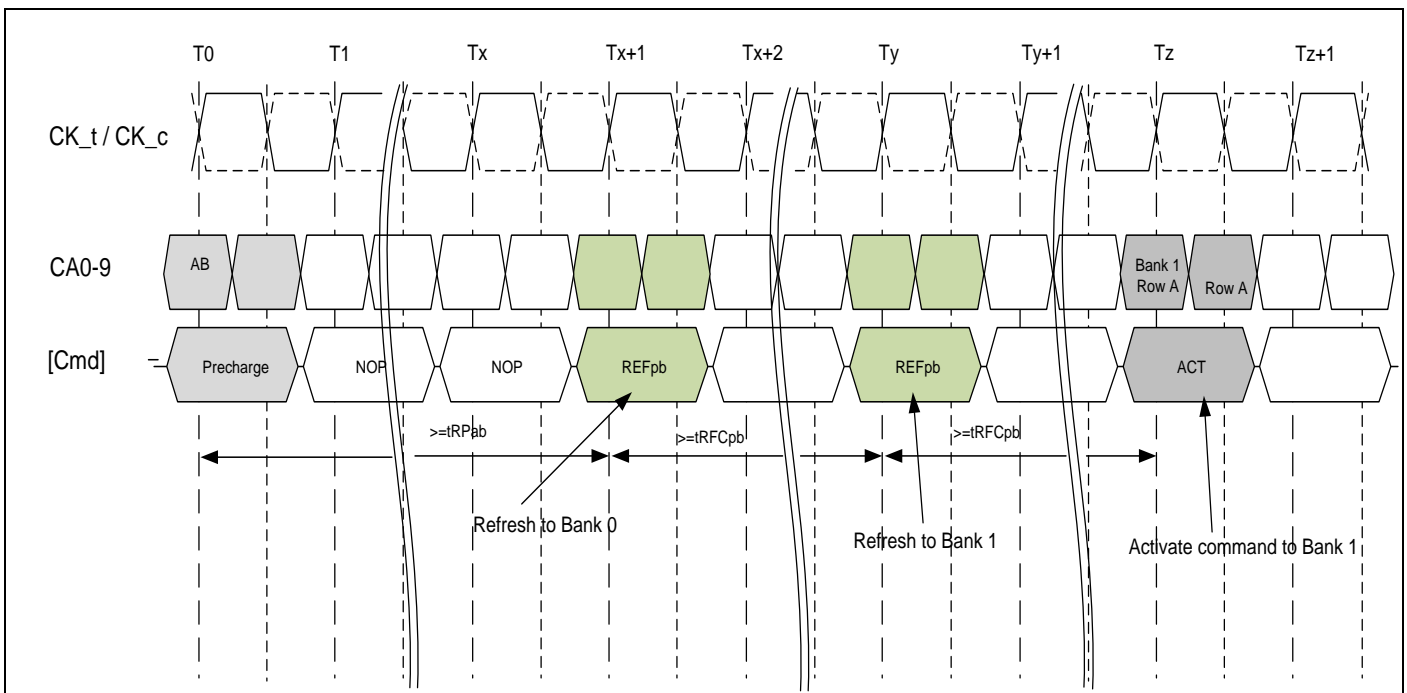 T0 T1 Tx Tx+1 Tx+2 Ty Ty+1 Tz Tz+1
CK_t / CK_c
CA0-9 AB Bank 1 Row A Row A
[Cmd] Precharge NOP NOP REFpb REFpb ACT
>=tRPab >=tRFCpb >=tRFCpb
Refresh to Bank 0
Refresh to Bank 1
Activate command to Bank 1